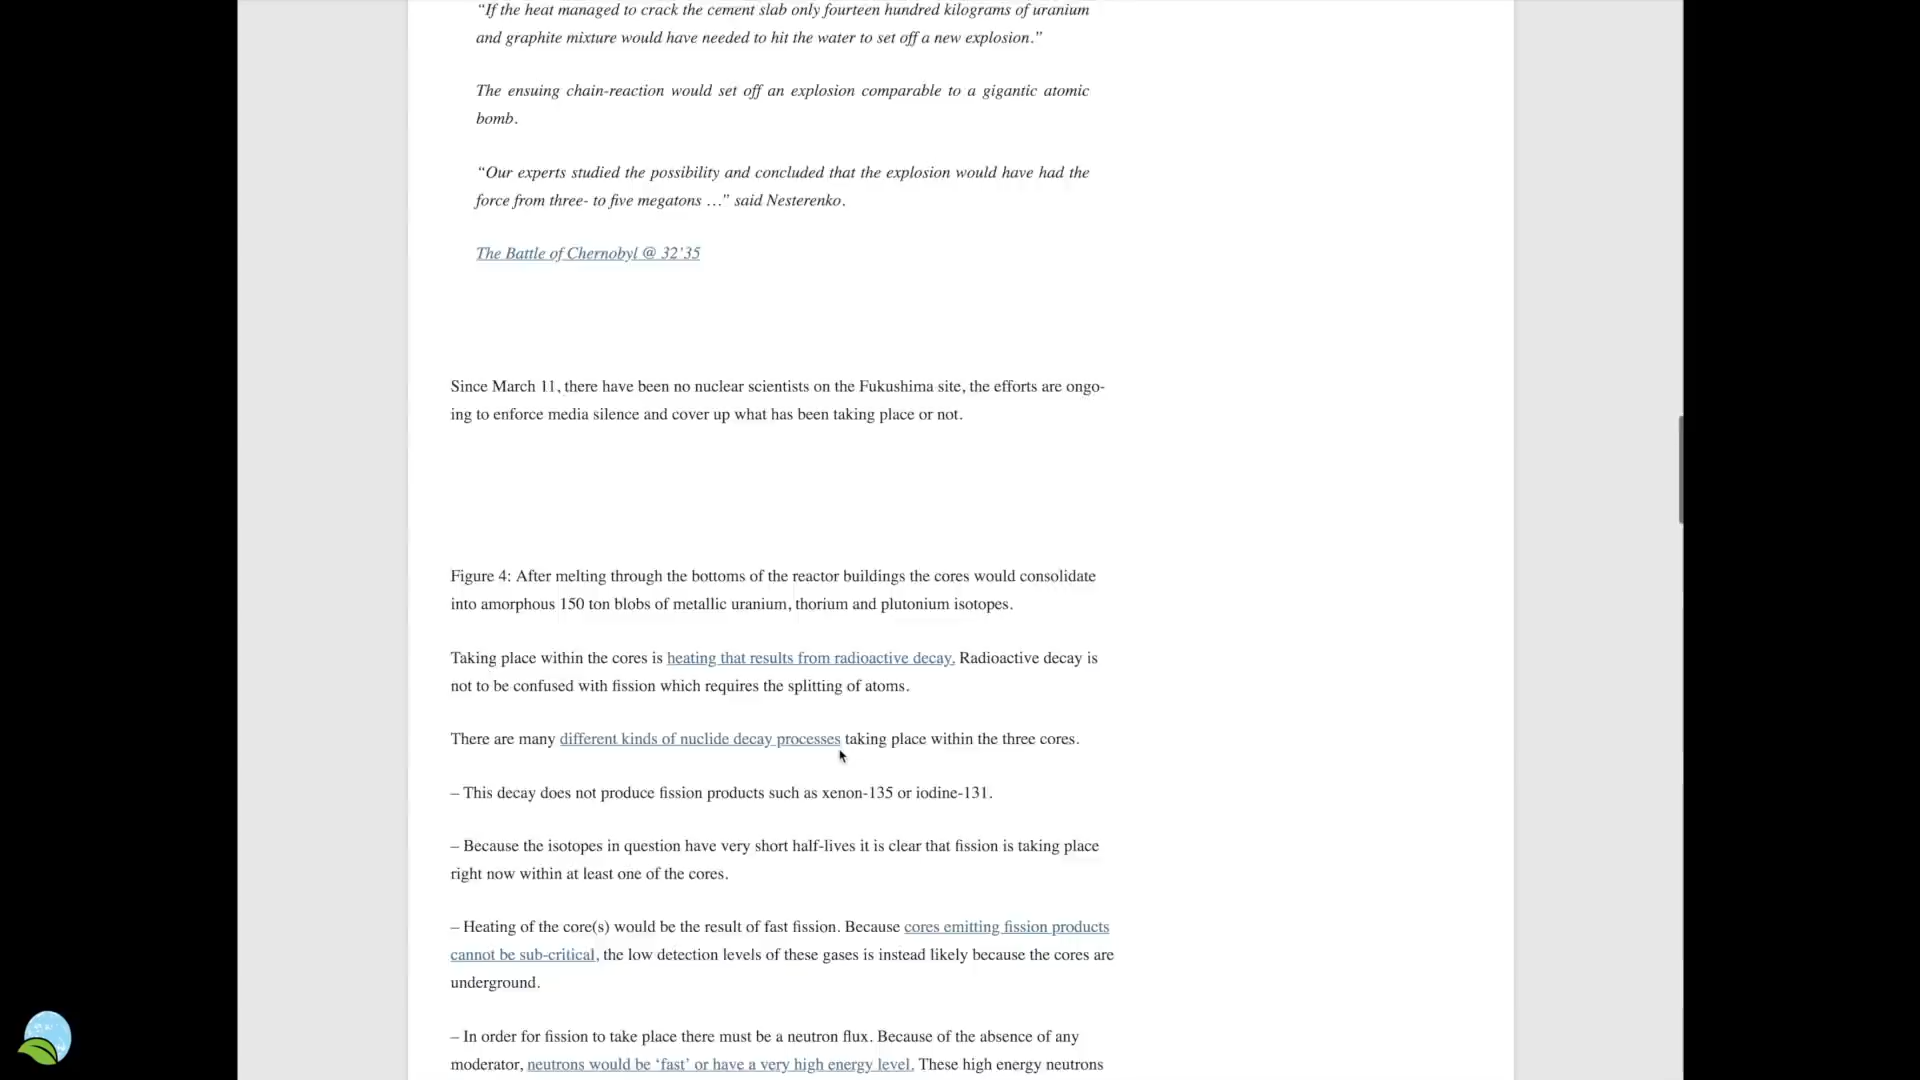 “If the heat managed to crack the cement slab only fourteen hundred kilograms of uranium
and graphite mixture would have needed to hit the water to set off a new explosion.”
The ensuing chain-reaction would set off an explosion comparable to a gigantic atomic
bomb.
“Our experts studied the possibility and concluded that the explosion would have had the
force from three- to five megatons …” said Nesterenko.
The Battle of Chernobyl @ 32’35
Since March 11, there have been no nuclear scientists on the Fukushima site, the efforts are ongo-
ing to enforce media silence and cover up what has been taking place or not.
Figure 4: After melting through the bottoms of the reactor buildings the cores would consolidate
into amorphous 150 ton blobs of metallic uranium, thorium and plutonium isotopes.
Taking place within the cores is heating that results from radioactive decay. Radioactive decay is
not to be confused with fission which requires the splitting of atoms.
There are many different kinds of nuclide decay processes taking place within the three cores.
– This decay does not produce fission products such as xenon-135 or iodine-131.
– Because the isotopes in question have very short half-lives it is clear that fission is taking place
right now within at least one of the cores.
– Heating of the core(s) would be the result of fast fission. Because cores emitting fission products
cannot be sub-critical, the low detection levels of these gases is instead likely because the cores are
underground.
– In order for fission to take place there must be a neutron flux. Because of the absence of any
moderator, neutrons would be ‘fast’ or have a very high energy level. These high energy neutrons